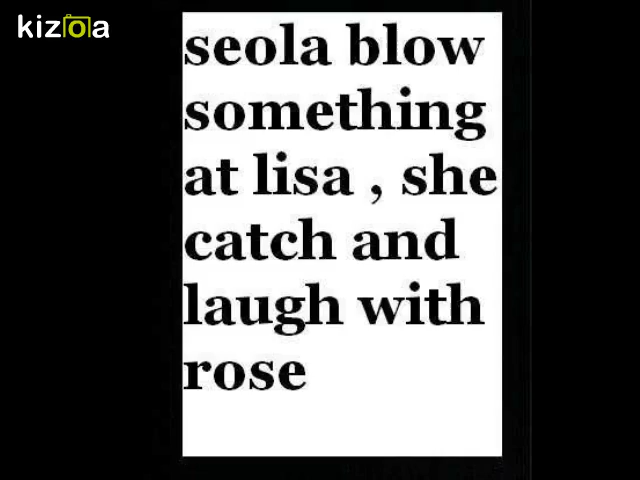 kizoa
seola blow
something
at lisa , she
catch and
laugh with
rose